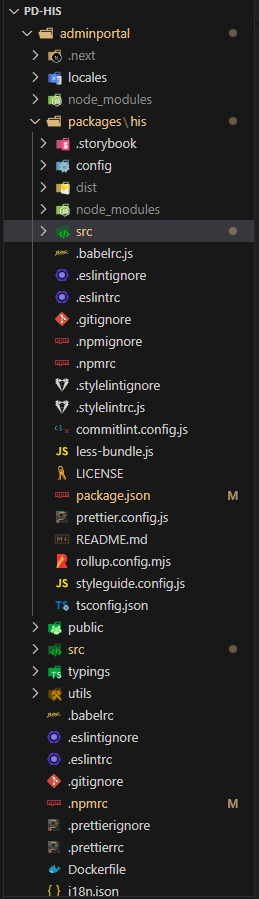 PD-HIS
adminportal
.next
locales
node_modules
packages\his
.storybook
config
dist
node_modules
src
.babelrc.js
.eslintignore
.eslintrc
.gitignore
.npmignore
.npmrc
.stylelintignore
.stylelintrc.js
commitlint.config.js
less-bundle.js
LICENSE
package.json M
prettier.config.js
README.md
rollup.config.mjs
styleguide.config.js
tsconfig.json
public
src
typings
utils
.babelrc
.eslintignore
.eslintrc
.gitignore
.npmrc M
.prettierignore
.prettierrc
Dockerfile
i18n.json